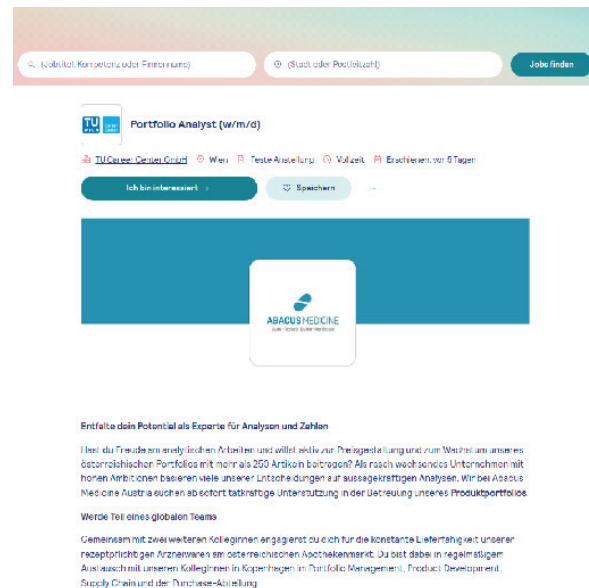 (Jobtitel, Kompetenz oder Firmenname)
(Stadt oder Postleitzahl)
Jobs finden
TU
WIEN
Career
Center
Portfolio Analyst (w/m/d)
TU Career Center GmbH Wien Feste Anstellung Vollzeit Erschienen: vor 6 Tagen
Ich bin interessiert
Speichern
ABACUS MEDICINE
Entfalte dein Potential als Experte für Analysen und Zahlen
Hast du Freude am analytischen Arbeiten und willst aktiv zur Preisgestaltung und zum Wachstum unseres
österreichischen Portfolios mit mehr als 250 Artikeln beitragen? Als rasch wachsendes Unternehmen mit
hohen Ambitionen basieren viele unserer Entscheidungen auf aussagekräftigen Analysen. Wir bei Abacus
Medicine Austria suchen ab sofort tatkräftige Unterstützung in der Betreuung unseres Produktportfolios.
Werde Teil eines globalen Teams
Gemeinsam mit zwei weiteren Kolleginnen engagierst du dich für die konstante Lieferfähigkeit unserer
rezeptpflichtigen Arzneiwaren am österreichischen Apothekenmarkt. Du bist dabei in regelmäßigem
Austausch mit unseren KollegInnen in Kopenhagen im Portfolio Management, Product Development,
Supply Chain und der Purchase-Abteilung